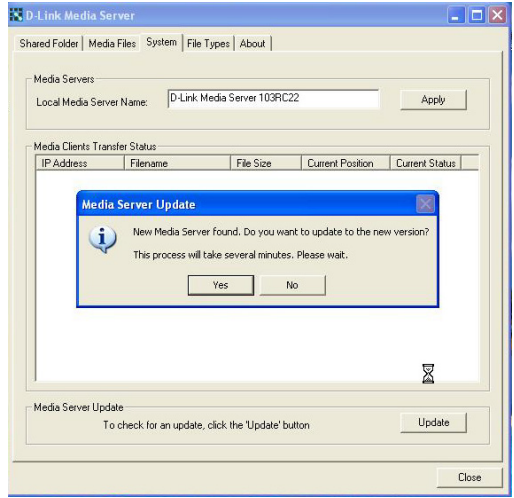 D-Link Media Server
Shared Folder Media Files System File Types About
Media Servers
Local Media Server Name: D-Link Media Server 103RC22 Apply
Media Clients Transfer Status
IP Address Filename File Size Current Position Current Status
Media Server Update
New Media Server found. Do you want to update to the new version?
This process will take several minutes. Please wait.
Yes No
Media Server Update
To check for an update, click the 'Update' button Update
Close